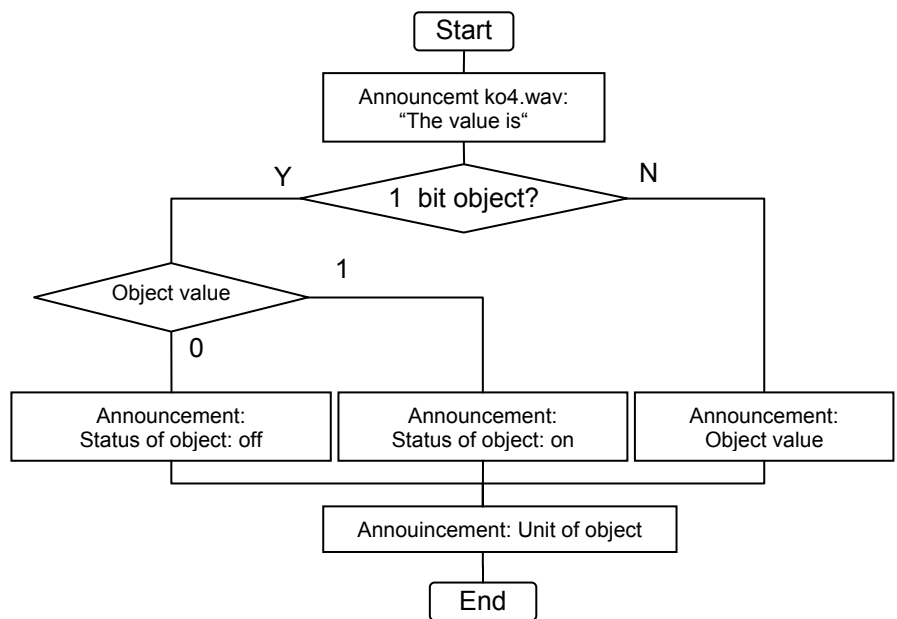 Start
Announcemt ko4.wav:
“The value is“
Y
N
1 bit object?
1
Object value
0
Announcement:
Status of object: off
Announcement:
Status of object: on
Announcement:
Object value
Annouincement: Unit of object
End